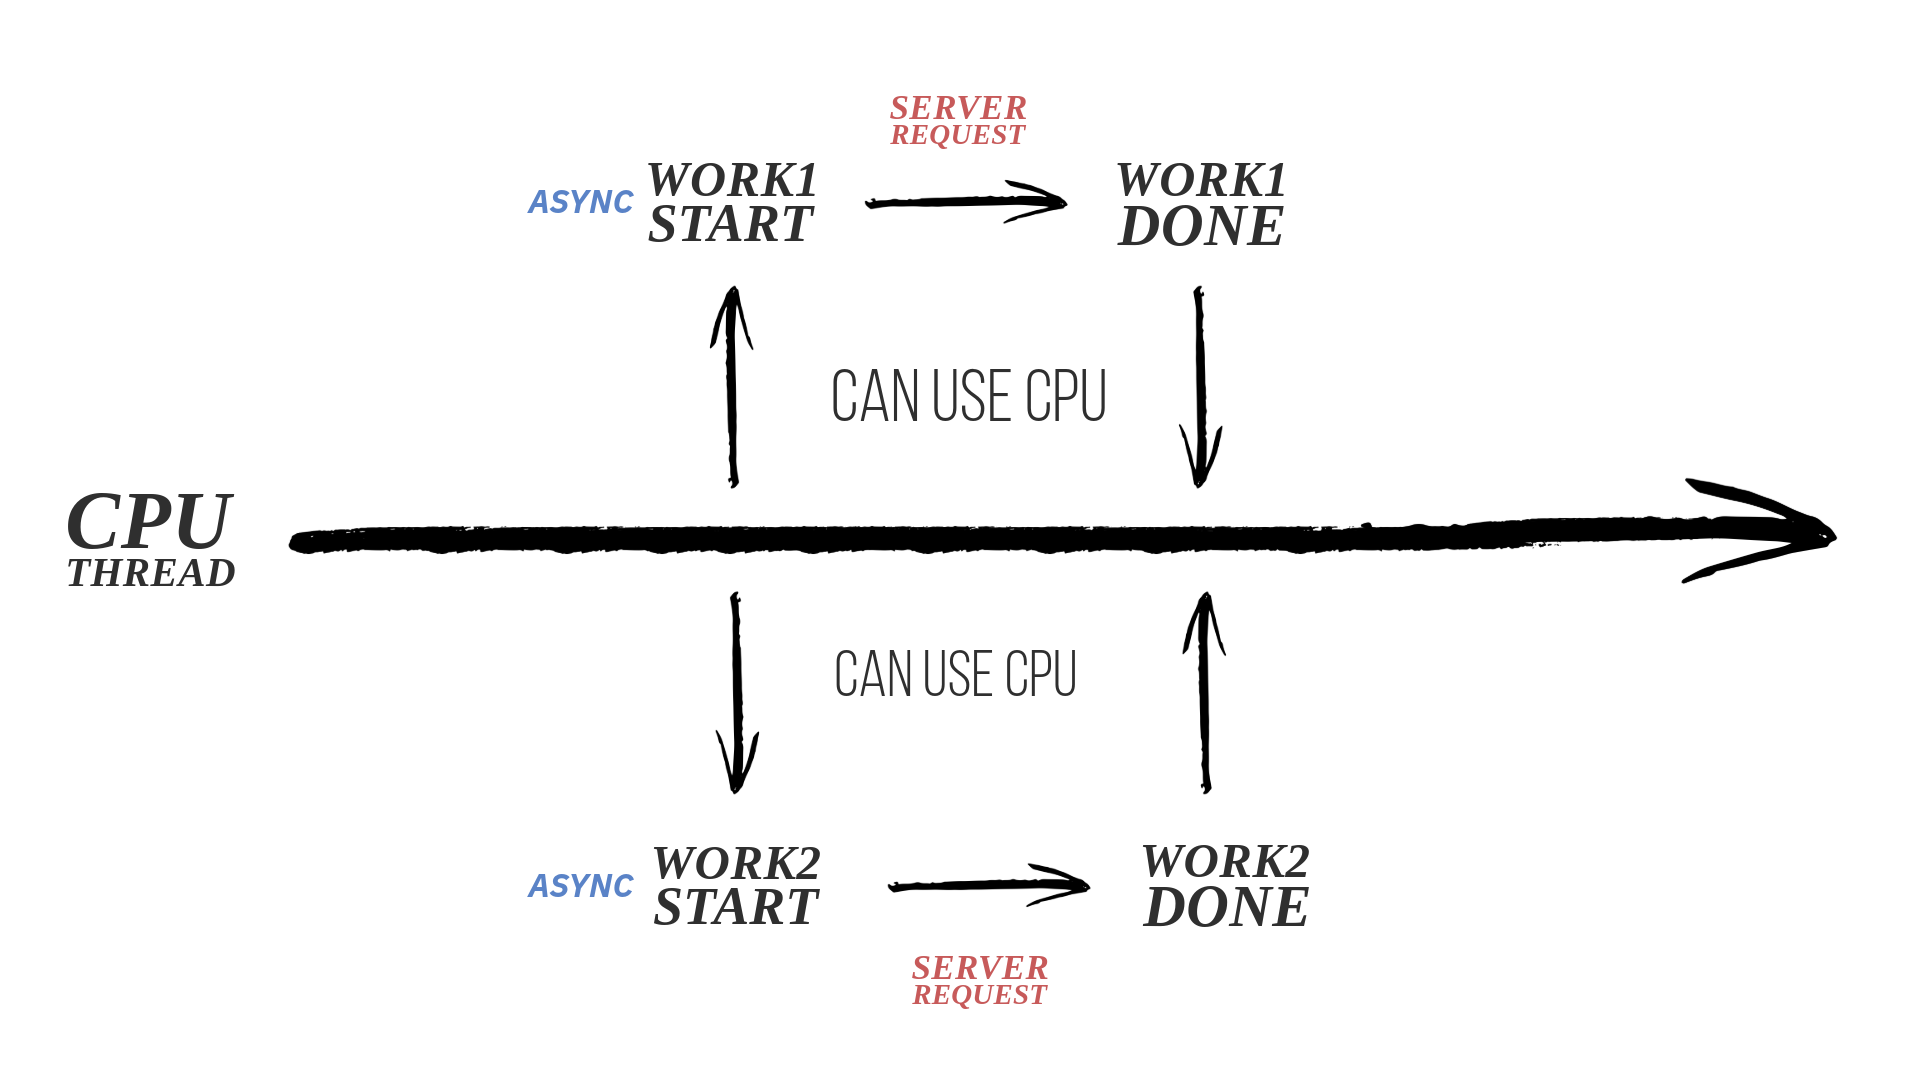 SERVER
REQUEST
ASYNC
WORK1
START
WORK1
DONE
CAN USE CPU
CPU
THREAD
CAN USE CPU
ASYNC
WORK2
START
WORK2
DONE
SERVER
REQUEST